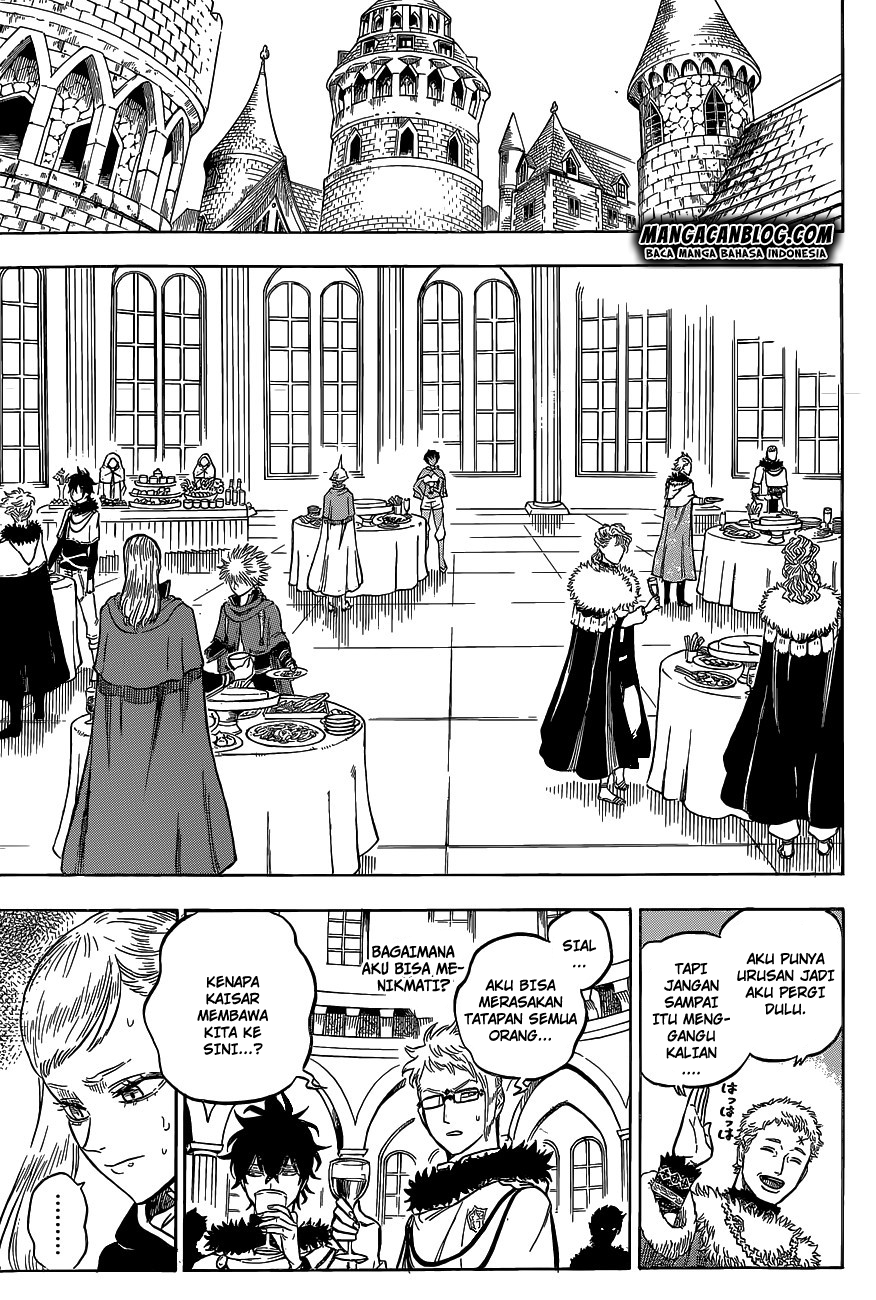 MANGACANBLOG.COM
BACA MANGA BAHASA INDONESIA
AKU PUNYA
URUSAN JADI
AKU PERGI
DULU.
TAPI
JANGAN
SAMPAI
ITU MENG-
GANGU
KALIAN
....
はっはっはっ
SIAL
...
AKU BISA
MERASAKAN
TATAPAN SEMUA
ORANG...
BAGAIMANA
AKU BISA ME-
NIKMATI?
KENAPA
KAISAR
MEMBAWA
KITA KE
SINI...?
........